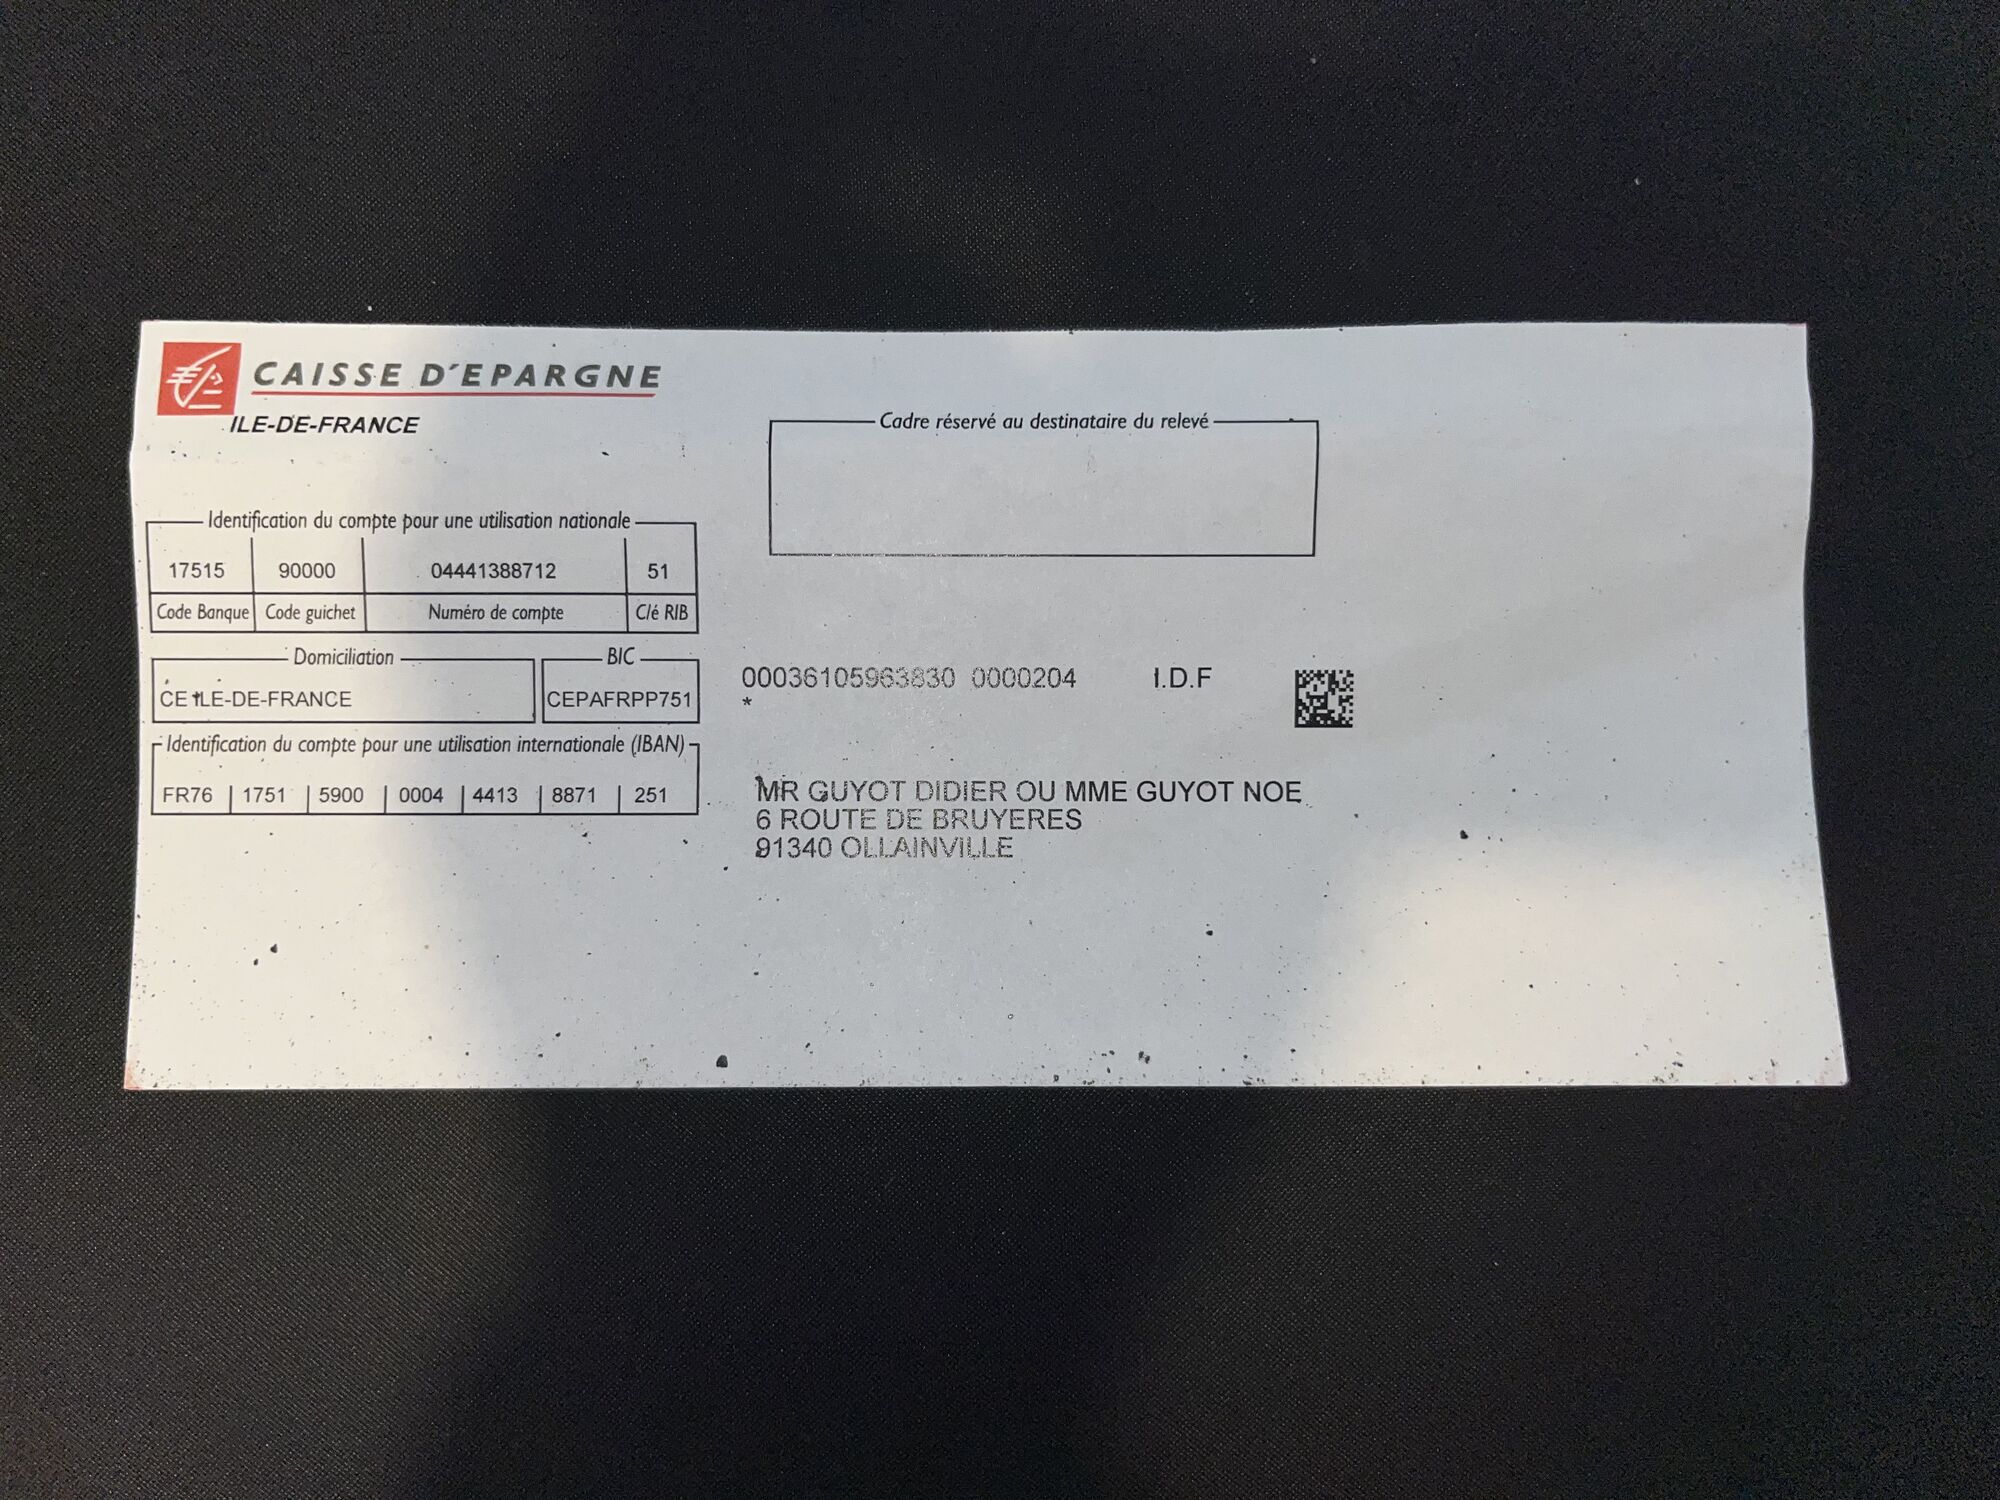 CAISSE D'EPARGNE
ILE-DE-FRANCE
Cadre réservé au destinataire du relevé
Identification du compte pour une utilisation nationale
17515 90000 04441388712 51
Code Banque Code guichet Numéro de compte Clé RIB
Domiciliation BIC
CE ILE-DE-FRANCE CEPAFRPP751
Identification du compte pour une utilisation internationale (IBAN)
FR76 1751 5900 0004 4413 8871 251
00036105963830 0000204 I.D.F
*
MR GUYOT DIDIER OU MME GUYOT NOE
6 ROUTE DE BRUYERES
91340 OLLAINVILLE